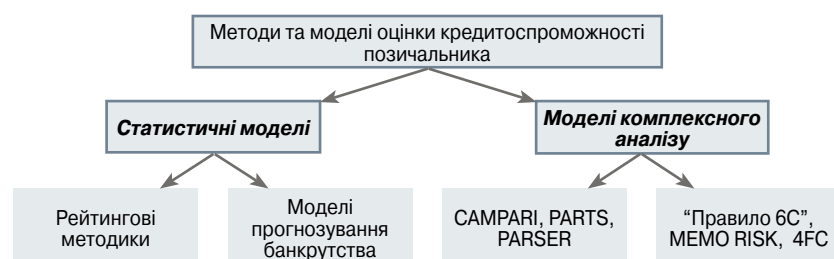 Методи та моделі оцінки кредитоспроможності
позичальника
Статистичні моделі
Моделі комплексного
аналізу
Рейтингові
методики
Моделі
прогнозування
банкрутства
CAMPARI, PARTS,
PARSER
“Правило 6С”,
MEMO RISK, 4FC